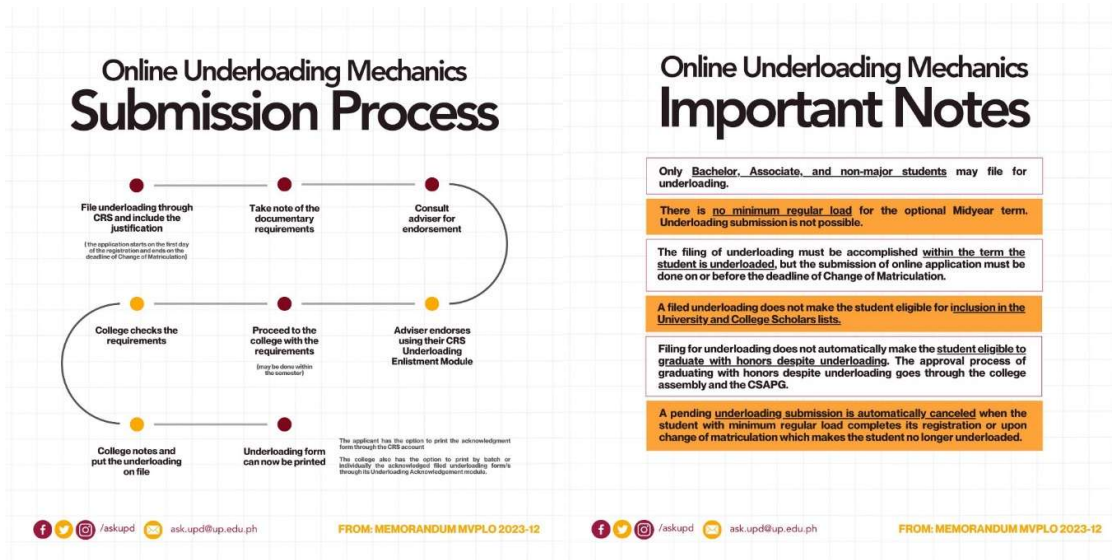 Online Underloading Mechanics
Submission Process
File underloading through
CRS and include the
justification
(the application starts on the first day
of the registration and ends on the
deadline of Change of Matriculation)
Take note of the
documentary
requirements
Consult
adviser for
endorsement
Adviser endorses
using their CRS
Underloading
Enlistment Module
Proceed to the
college with the
requirements
(may be done within
the semester)
College checks the
requirements
College notes and
put the underloading
on file
Underloading form
can now be printed
The applicant has the option to print the acknowledgment
form through the CRS account
The college also has the option to print by batch or
individually the acknowledged filed underloading form/s
through its Underloading Acknowledgement module.
/askupd
ask.upd@up.edu.ph
FROM: MEMORANDUM MVPLO 2023-12
Online Underloading Mechanics
Important Notes
Only Bachelor, Associate, and non-major students may file for
underloading.
There is no minimum regular load for the optional Midyear term.
Underloading submission is not possible.
The filing of underloading must be accomplished within the term the
student is underloaded, but the submission of online application must be
done on or before the deadline of Change of Matriculation.
A filed underloading does not make the student eligible for inclusion in the
University and College Scholars lists.
Filing for underloading does not automatically make the student eligible to
graduate with honors despite underloading. The approval process of
graduating with honors despite underloading goes through the college
assembly and the CSAPG.
A pending underloading submission is automatically canceled when the
student with minimum regular load completes its registration or upon
change of matriculation which makes the student no longer underloaded.
/askupd
ask.upd@up.edu.ph
FROM: MEMORANDUM MVPLO 2023-12